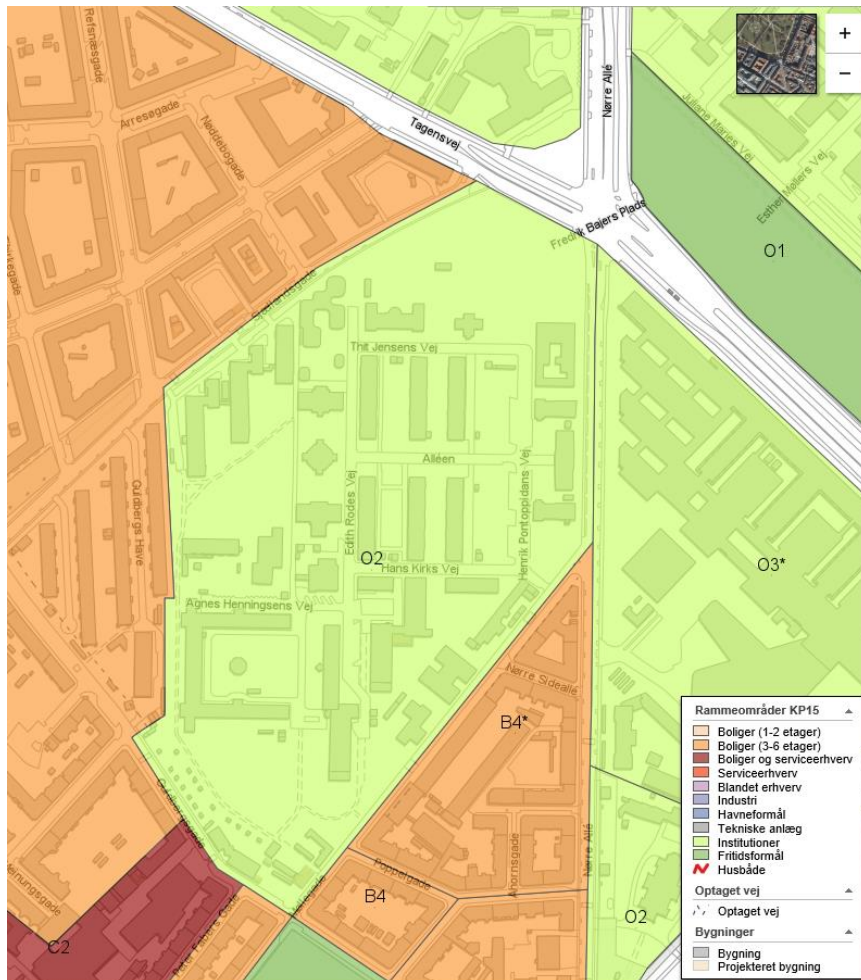 Refsnæsgade
Arresøgade
Nøddebogade
Tagensvej
Nørre Allé
+
−
Juliane Maries Vej
Esther Møllers Vej
Fredrik Bajers Plads
O1
Sjællandsgade
Thit Jensens Vej
Guldbergs Have
Alléen
Edith Rodes Vej
Henrik Pontoppidans Vej
O2
Hans Kirks Vej
O3*
Agnes Henningsens Vej
Nørre Sideallé
B4*
Nørre Allé
Ahornsgade
Poppelgade
B4
O2
C2
Rammeområder KP15
Boliger (1-2 etager)
Boliger (3-6 etager)
Boliger og serviceerhverv
Serviceerhverv
Blandet erhverv
Industri
Havneformål
Tekniske anlæg
Institutioner
Fritidsformål
Husbåde
Optaget vej
Optaget vej
Bygninger
Bygning
Projekteret bygning